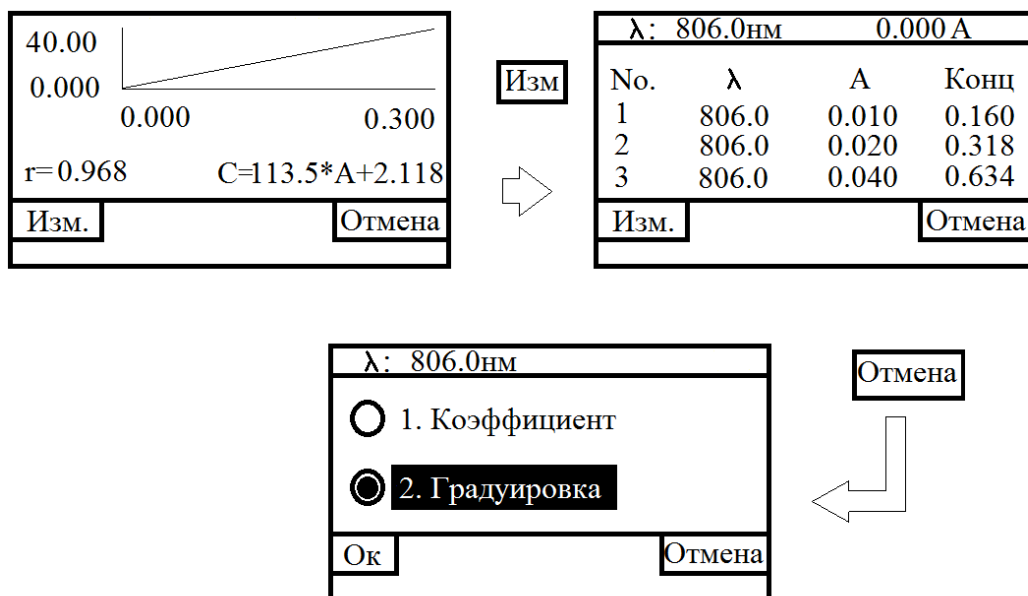 40.00
0.000
0.000 0.300
r=0.968 C=113.5*A+2.118
Изм. Отмена
Изм
λ: 806.0нм 0.000 A
No. λ A Конц
1 806.0 0.010 0.160
2 806.0 0.020 0.318
3 806.0 0.040 0.634
Изм. Отмена
λ: 806.0нм
1. Коэффициент
2. Градуировка
Ок Отмена
Отмена